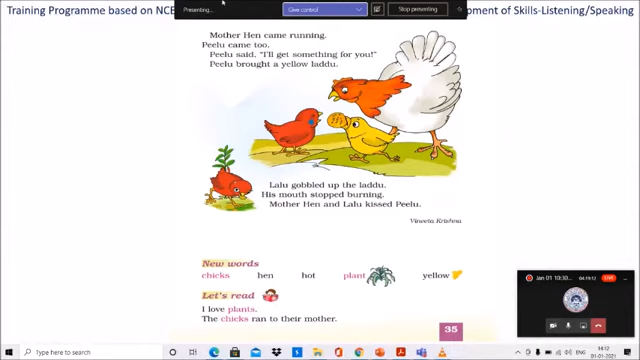 Training Programme based on NCE
Presenting...
Give control
Stop presenting
opment of Skills-Listening/Speaking
Mother Hen came running.
Peelu came too,
Peelu said, "I'll get something for you!"
Peelu brought a yellow laddu.
Lalu gobbled up the laddu.
His mouth stopped burning.
Mother Hen and Lalu kissed Peelu.
Vineeta Krishna
New words
chicks hen hot plant yellow
Let's read
I love plants.
The chicks ran to their mother.
35
Jan 01 10:30...
00:19:12
Type here to search
ENG
14:12
01-01-2021